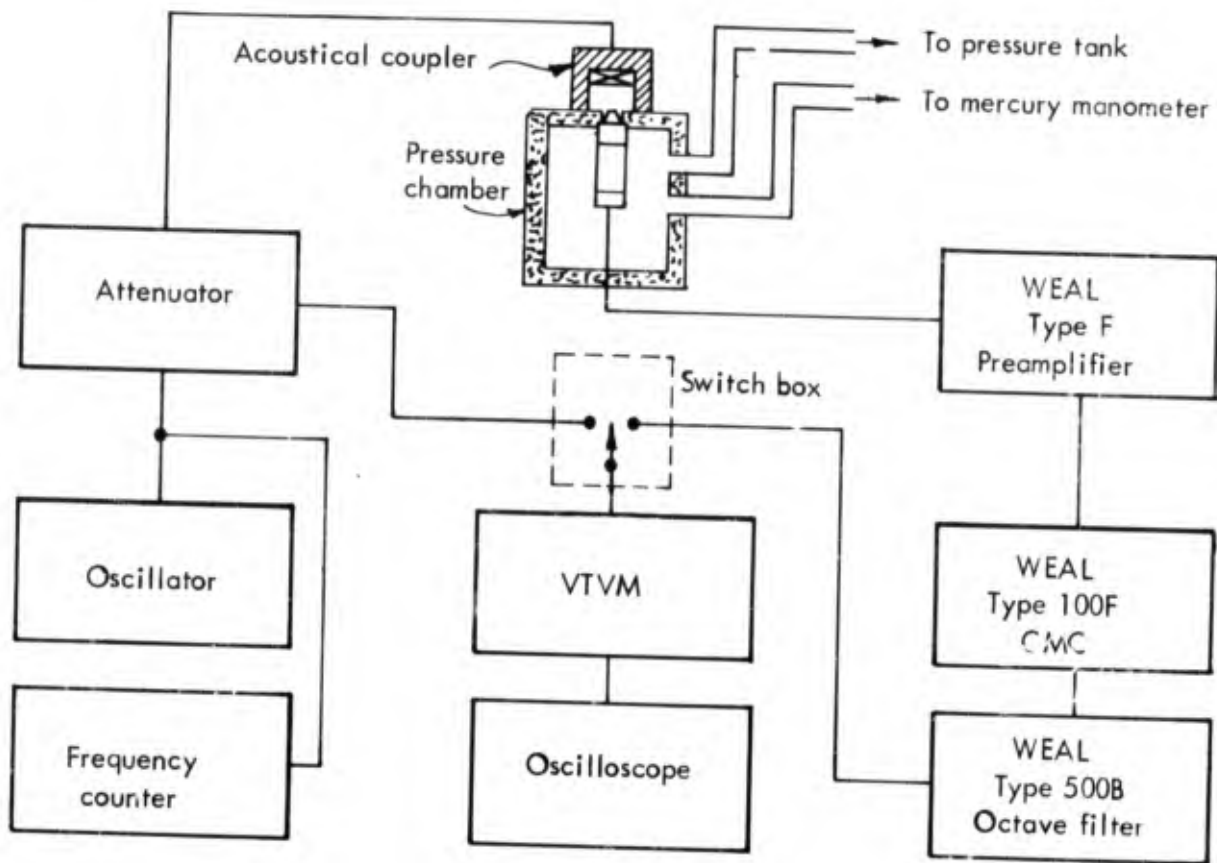 Acoustical coupler
To pressure tank
To mercury manometer
Pressure
chamber
Attenuator
WEAL
Type F
Preamplifier
Switch box
Oscillator
VTVM
WEAL
Type 100F
Frequency
counter
Oscilloscope
WEAL
Type 500B
Octave filter